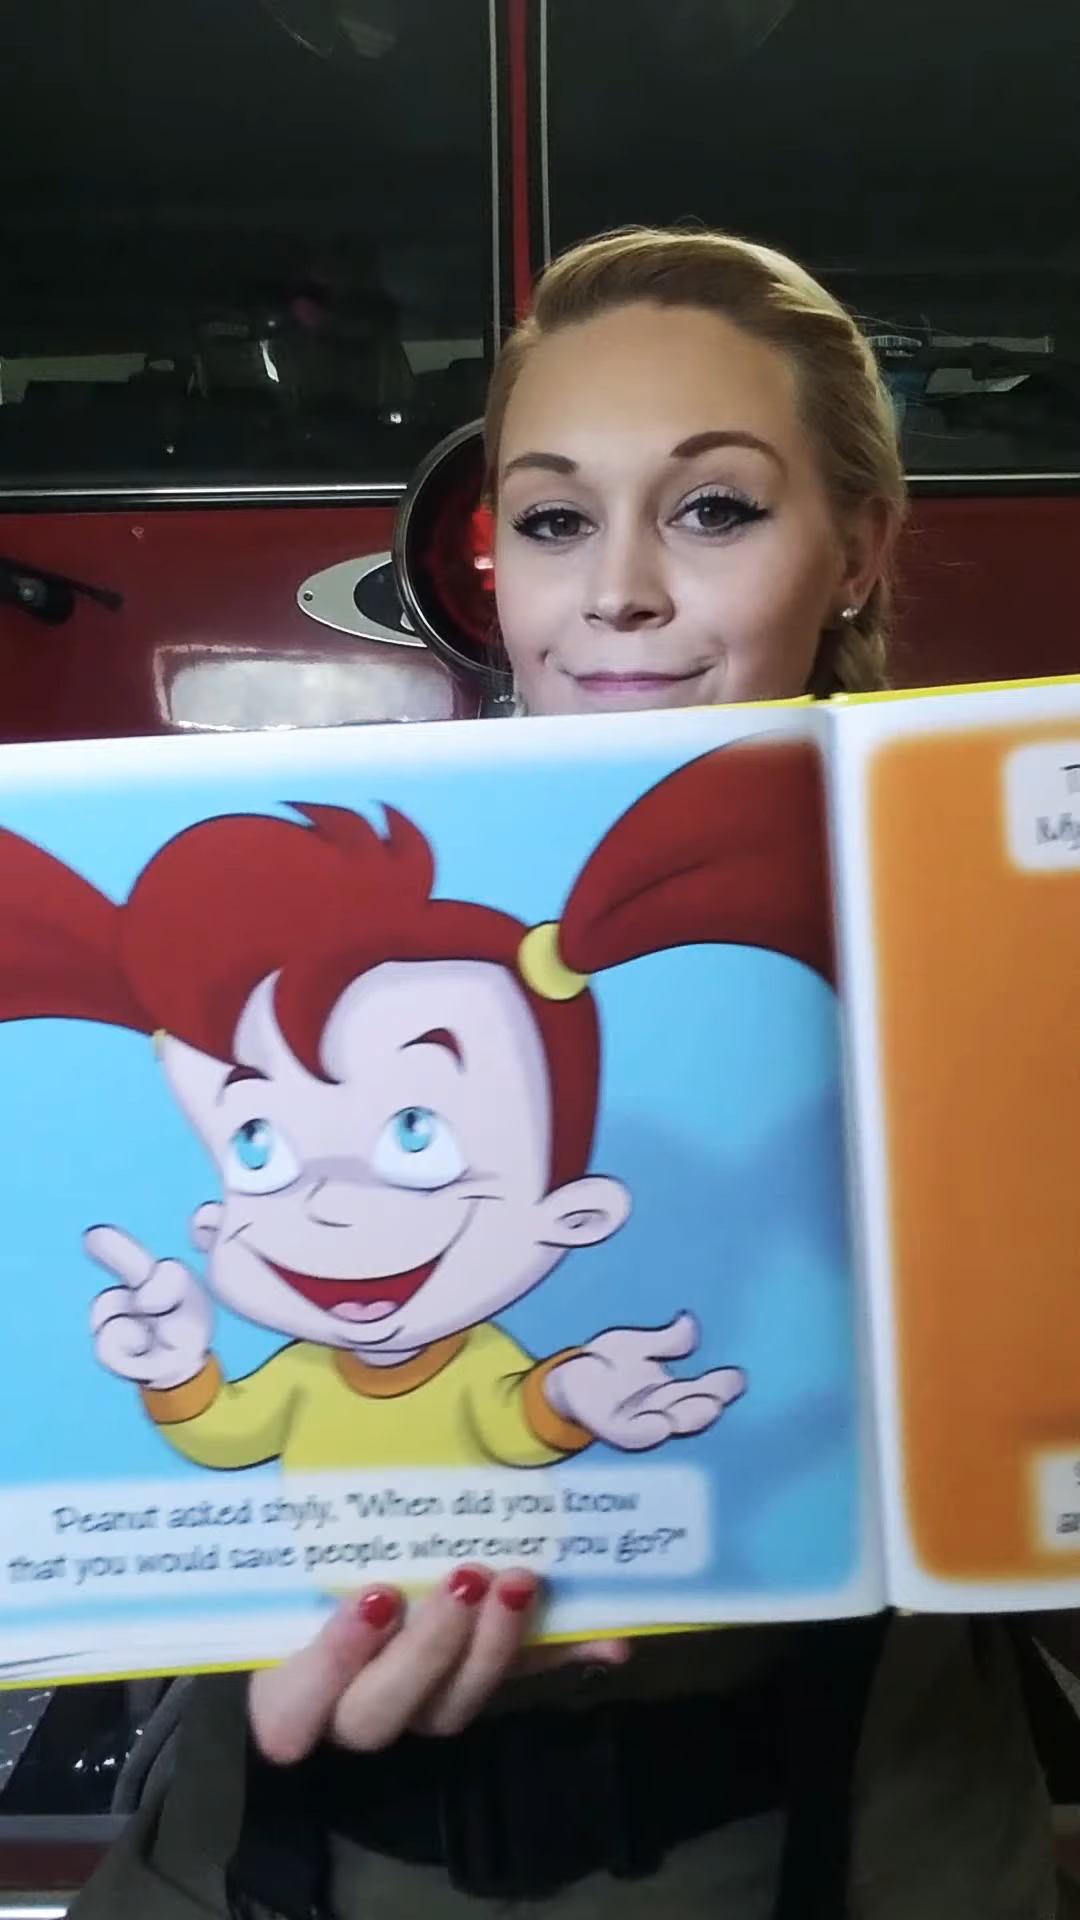 Peanut asked shyly, "When did you know
that you would save people wherever you go?"